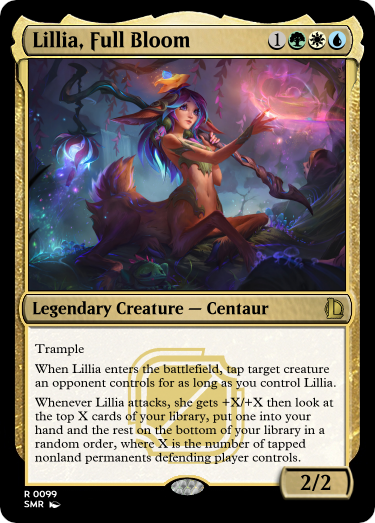 Lillia, Full Bloom 1
Legendary Creature — Centaur
Trample
When Lillia enters the battlefield, tap target creature
an opponent controls for as long as you control Lillia.
Whenever Lillia attacks, she gets +X/+X then look at
the top X cards of your library, put one into your
hand and the rest on the bottom of your library in a
random order, where X is the number of tapped
nonland permanents defending player controls.
2/2
R 0099
SMR